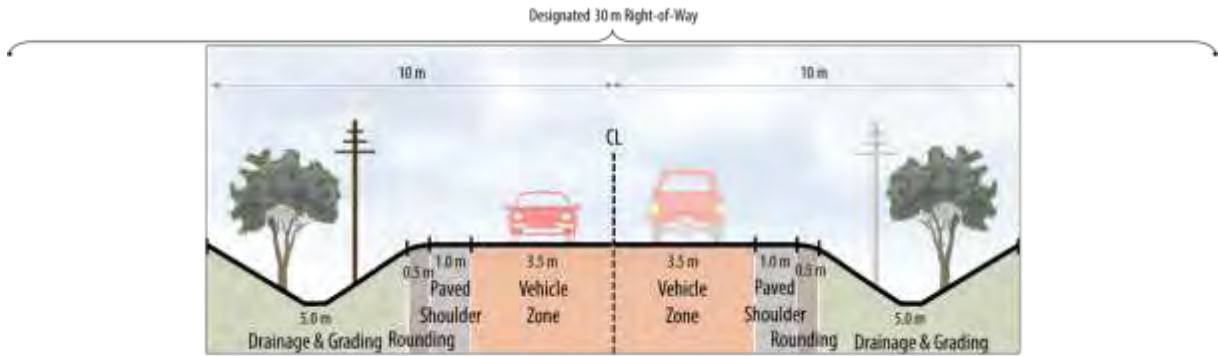 Designated 30 m Right-of-Way
10 m
10 m
CL
0.5 m
1.0 m
3.5 m
3.5 m
1.0 m
0.5 m
Paved
Shoulder
Vehicle
Zone
Vehicle
Zone
Paved
Shoulder
5.0 m
5.0 m
Drainage & Grading
Rounding
Rounding
Drainage & Grading